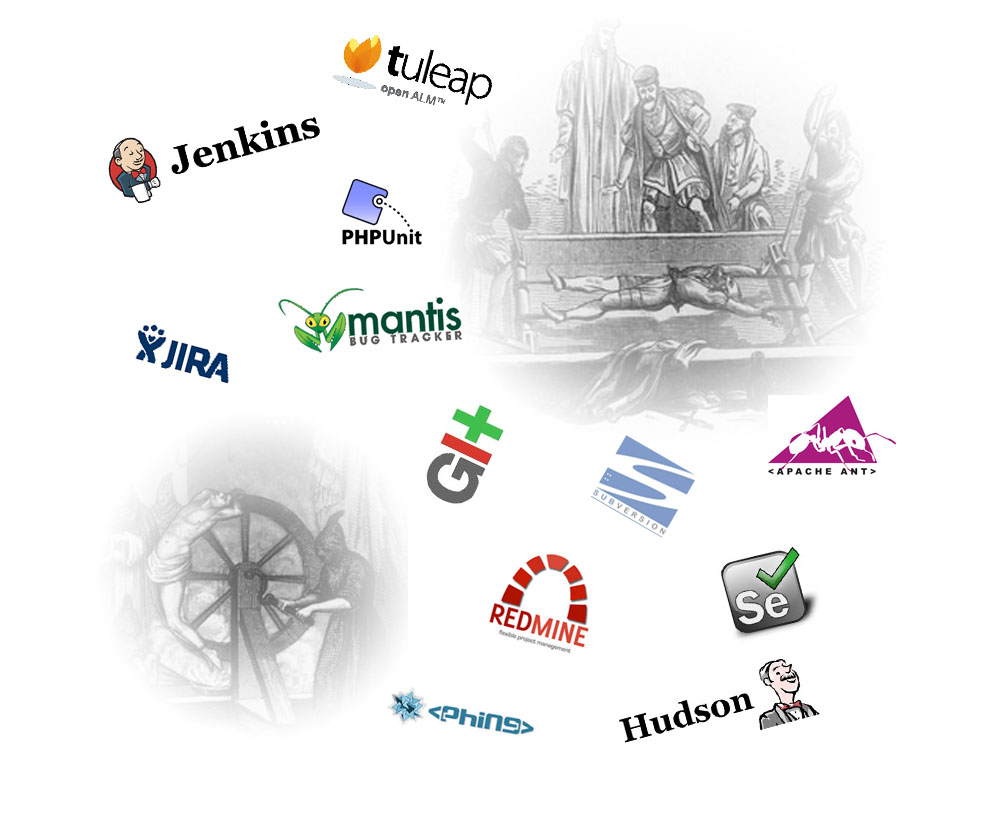 tuleap
open ALM™
Jenkins
PHPUnit
mantis
BUG TRACKER
JIRA
GIt
SUBVERSION
<APACHE ANT>
REDMINE
flexible project management
Se
<phing>
Hudson